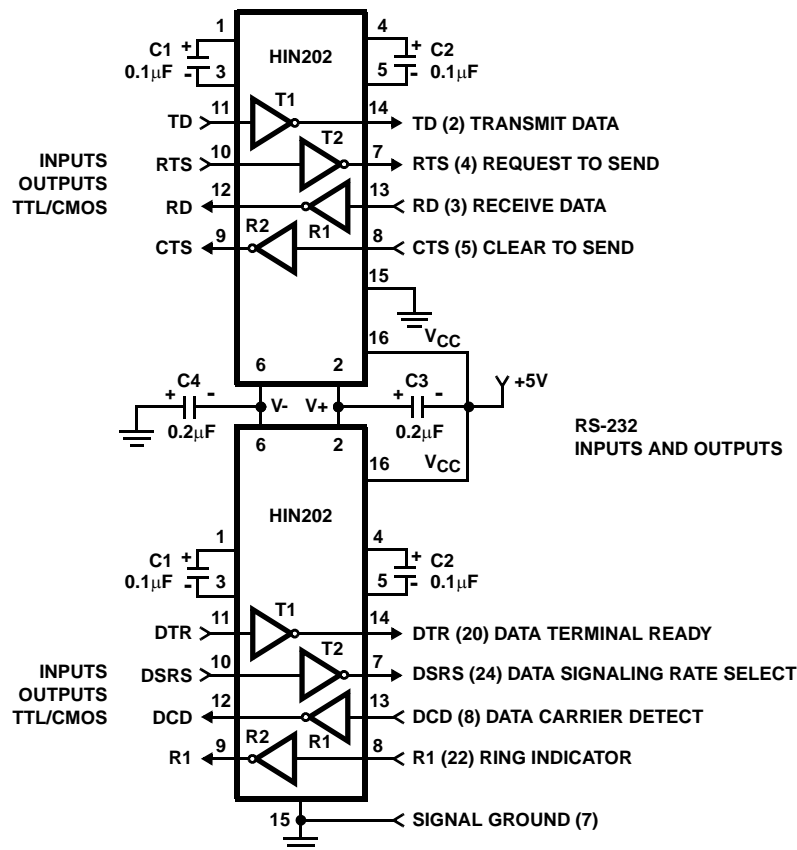 1
4
HIN202
C1 + 0.1μF -
+ C2 - 0.1μF
3
5
T1
TD 11 14 TD (2) TRANSMIT DATA
T2
INPUTS
OUTPUTS
TTL/CMOS
RTS 10 7 RTS (4) REQUEST TO SEND
RD 12 13 RD (3) RECEIVE DATA
R2 R1
CTS 9 8 CTS (5) CLEAR TO SEND
15
16 VCC
6 2
C4 + - 0.2μF
V- V+
C3 + - 0.2μF
+5V
RS-232
INPUTS AND OUTPUTS
6 2
16 VCC
HIN202
1
4
C1 + 0.1μF -
+ C2 - 0.1μF
3
5
T1
DTR 11 14 DTR (20) DATA TERMINAL READY
T2
INPUTS
OUTPUTS
TTL/CMOS
DSRS 10 7 DSRS (24) DATA SIGNALING RATE SELECT
DCD 12 13 DCD (8) DATA CARRIER DETECT
R2 R1
R1 9 8 R1 (22) RING INDICATOR
15 SIGNAL GROUND (7)